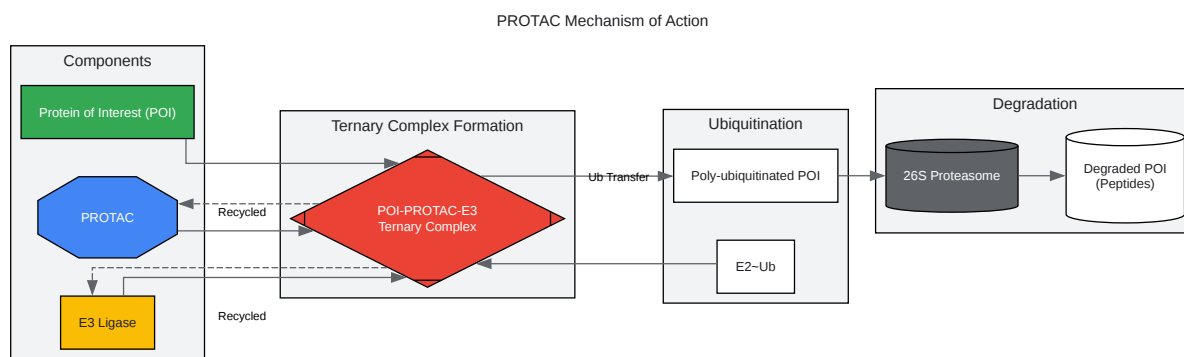 PROTAC Mechanism of Action
Components
Protein of Interest (POI)
PROTAC
E3 Ligase
Recycled
Recycled
Ternary Complex Formation
POI-PROTAC-E3
Ternary Complex
Ub Transfer
Ubiquitination
Poly-ubiquitinated POI
E2~Ub
Degradation
26S Proteasome
Degraded POI
(Peptides)